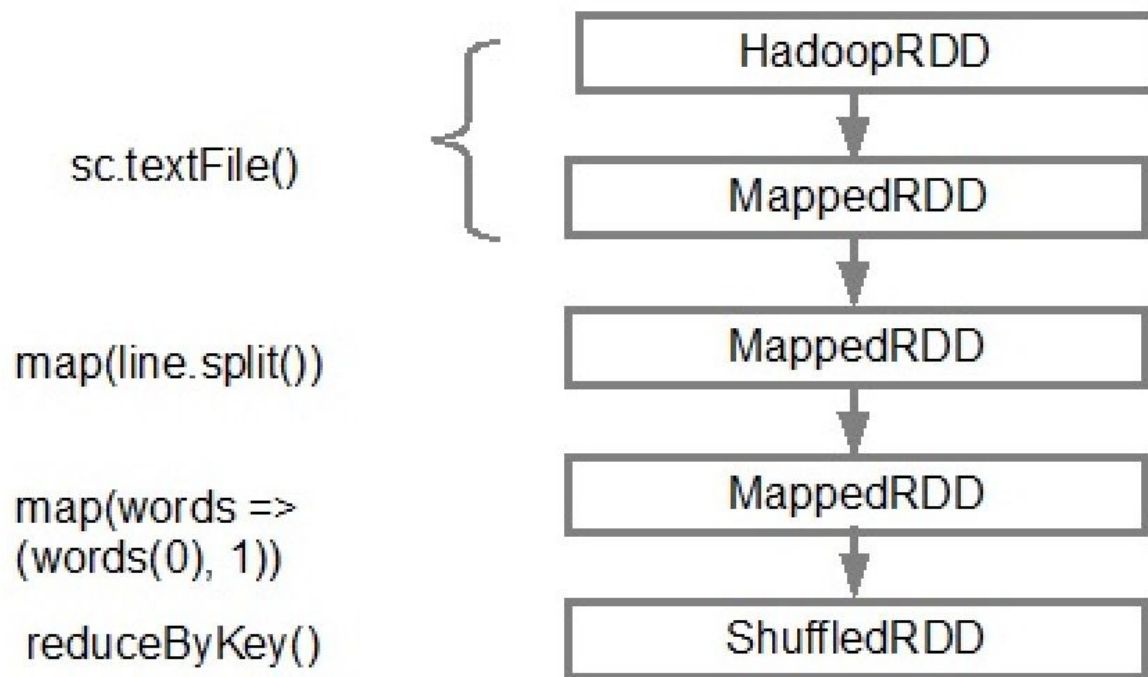 HadoopRDD
sc.textFile()
MappedRDD
map(line.split())
MappedRDD
map(words =>
(words(0), 1))
MappedRDD
reduceByKey()
ShuffledRDD